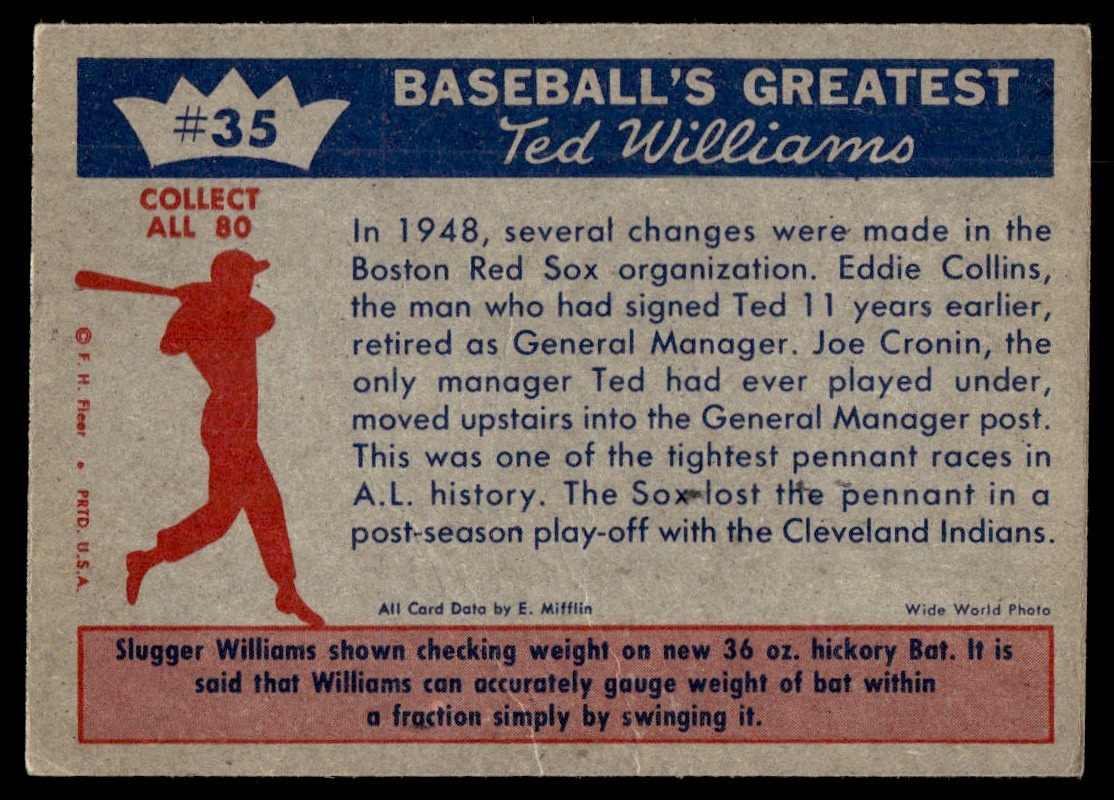 #35
BASEBALL'S GREATEST
Ted Williams
COLLECT
ALL 80
In 1948, several changes were made in the
Boston Red Sox organization. Eddie Collins,
the man who had signed Ted 11 years earlier,
retired as General Manager. Joe Cronin, the
only manager Ted had ever played under,
moved upstairs into the General Manager post.
This was one of the tightest pennant races in
A.L. history. The Sox lost the pennant in a
post-season play-off with the Cleveland Indians.
© F. H. Fleer • PRTD. U.S.A.
All Card Data by E. Mifflin
Wide World Photo
Slugger Williams shown checking weight on new 36 oz. hickory Bat. It is
said that Williams can accurately gauge weight of bat within
a fraction simply by swinging it.